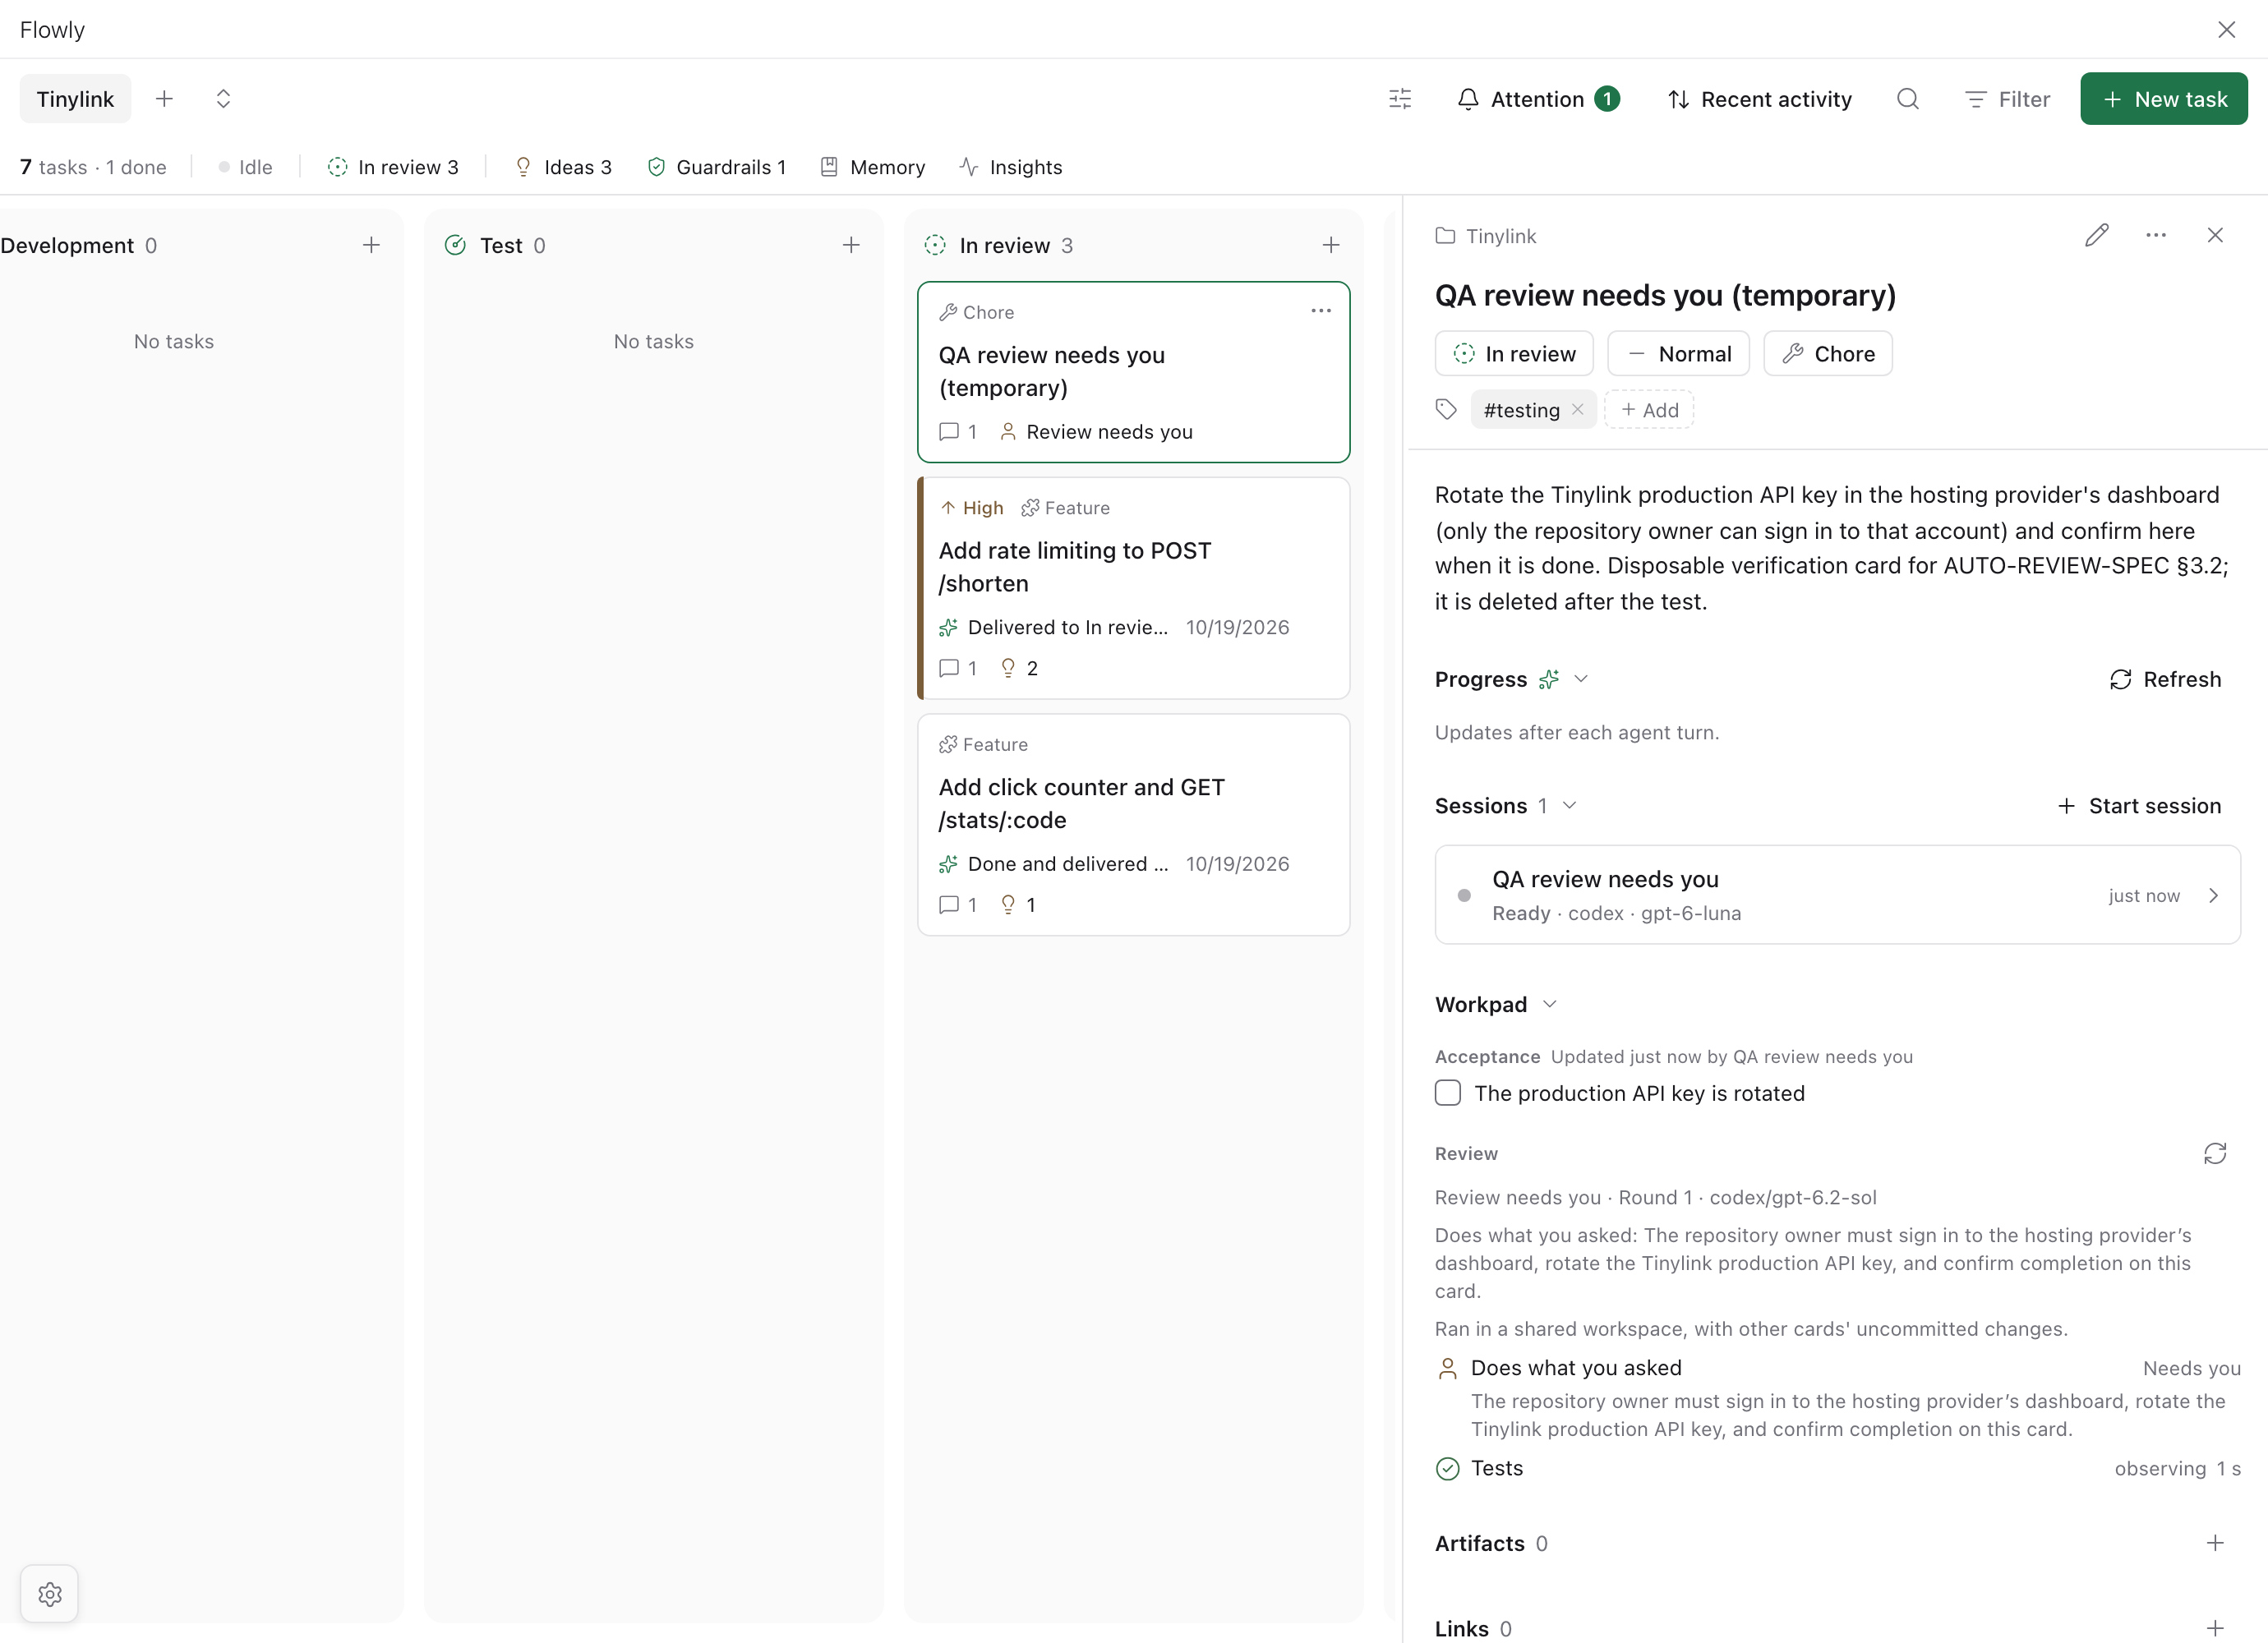 Flowly
Tinylink
Attention 1
Recent activity
Filter
New task
7 tasks · 1 done
Idle
In review 3
Ideas 3
Guardrails 1
Memory
Insights
Development 0
No tasks
Test 0
No tasks
In review 3
Chore
QA review needs you
(temporary)
1 Review needs you
High Feature
Add rate limiting to POST
/shorten
Delivered to In revie... 10/19/2026
1 2
Feature
Add click counter and GET
/stats/:code
Done and delivered ... 10/19/2026
1 1
Tinylink
QA review needs you (temporary)
In review
Normal
Chore
#testing
+ Add
Rotate the Tinylink production API key in the hosting provider's dashboard
(only the repository owner can sign in to that account) and confirm here
when it is done. Disposable verification card for AUTO-REVIEW-SPEC §3.2;
it is deleted after the test.
Progress
Refresh
Updates after each agent turn.
Sessions 1
Start session
QA review needs you
Ready · codex · gpt-6-luna
just now
Workpad
Acceptance Updated just now by QA review needs you
The production API key is rotated
Review
Review needs you · Round 1 · codex/gpt-6.2-sol
Does what you asked: The repository owner must sign in to the hosting provider’s
dashboard, rotate the Tinylink production API key, and confirm completion on this
card.
Ran in a shared workspace, with other cards' uncommitted changes.
Does what you asked Needs you
The repository owner must sign in to the hosting provider’s dashboard, rotate the
Tinylink production API key, and confirm completion on this card.
Tests observing 1 s
Artifacts 0
Links 0